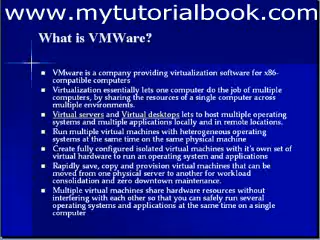 www.mytutorialbook.com
What is VMWare?
VMware is a company providing virtualization software for x86-
compatible computers
Virtualization essentially lets one computer do the job of multiple
computers, by sharing the resources of a single computer across
multiple environments.
Virtual servers and Virtual desktops lets to host multiple operating
systems and multiple applications locally and in remote locations.
Run multiple virtual machines with heterogeneous operating
systems at the same time on the same physical machine
Create fully configured isolated virtual machines with it's own set of
virtual hardware to run an operating system and applications
Rapidly save, copy and provision virtual machines that can be
moved from one physical server to another for workload
consolidation and zero downtown maintenance.
Multiple virtual machines share hardware resources without
interfering with each other so that you can safely run several
operating systems and applications at the same time on a single
computer